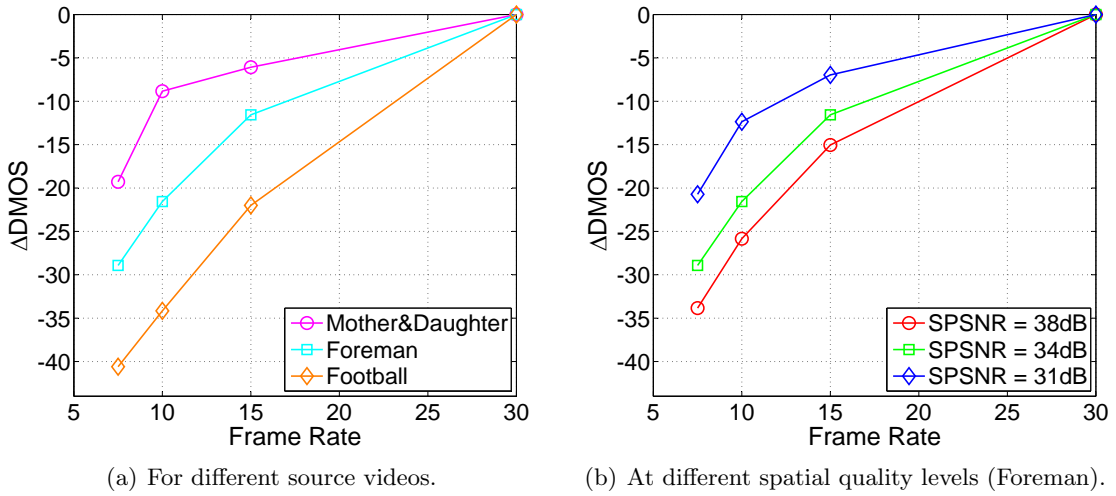 0
-5
-10
-15
-20
-25
-30
-35
-40
ΔDMOS
5 10 15 20 25 30
Frame Rate
Mother&Daughter
Foreman
Football
(a) For different source videos.
0
-5
-10
-15
-20
-25
-30
-35
-40
ΔDMOS
5 10 15 20 25 30
Frame Rate
SPSNR = 38dB
SPSNR = 34dB
SPSNR = 31dB
(b) At different spatial quality levels (Foreman).